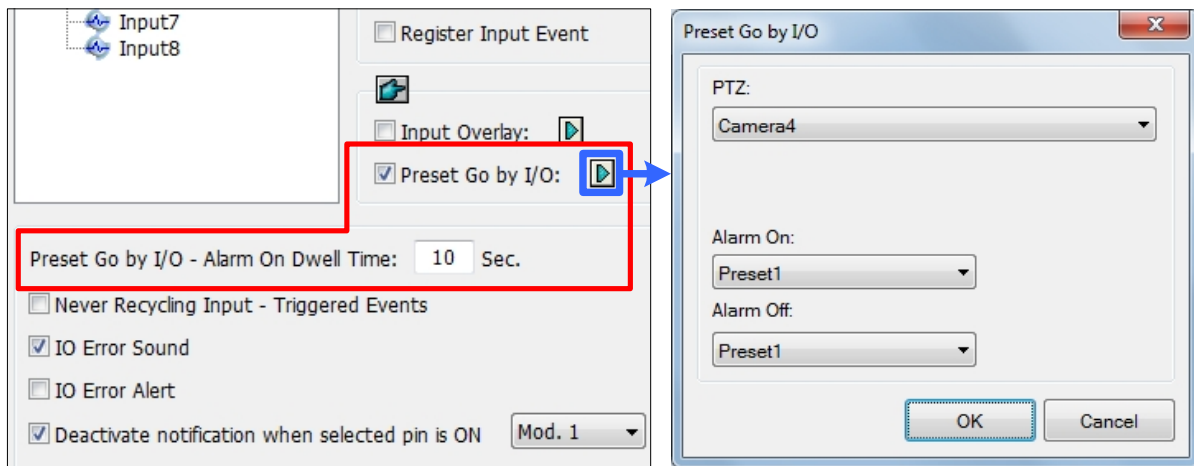 Input7
Input8
Register Input Event
Input Overlay:
Preset Go by I/O:
Preset Go by I/O - Alarm On Dwell Time: 10 Sec.
Never Recycling Input - Triggered Events
IO Error Sound
IO Error Alert
Deactivate notification when selected pin is ON Mod. 1
Preset Go by I/O
PTZ:
Camera4
Alarm On:
Preset1
Alarm Off:
Preset1
OK Cancel